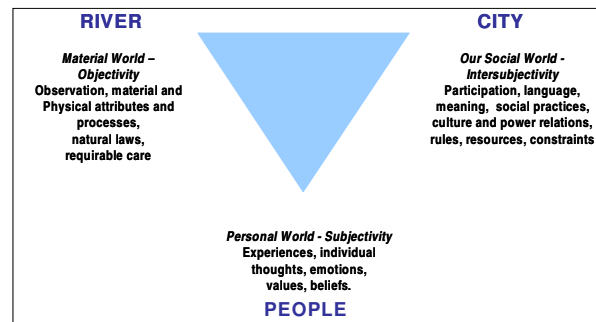 RIVER
Material World –
Objectivity
Observation, material and
Physical attributes and
processes,
natural laws,
requirable care
CITY
Our Social World -
Intersubjectivity
Participation, language,
meaning, social practices,
culture and power relations,
rules, resources, constraints
Personal World - Subjectivity
Experiences, individual
thoughts, emotions,
values, beliefs.
PEOPLE